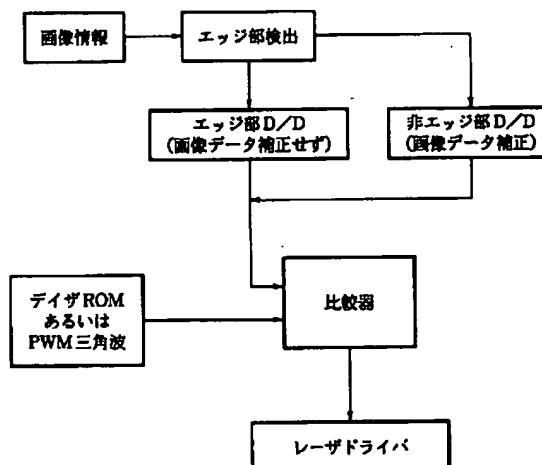 画像情報
エッジ部検出
エッジ部D/D
(画像データ補正せず)
非エッジ部D/D
(画像データ補正)
デイザROM
あるいは
PWM三角波
比較器
レーザドライバ